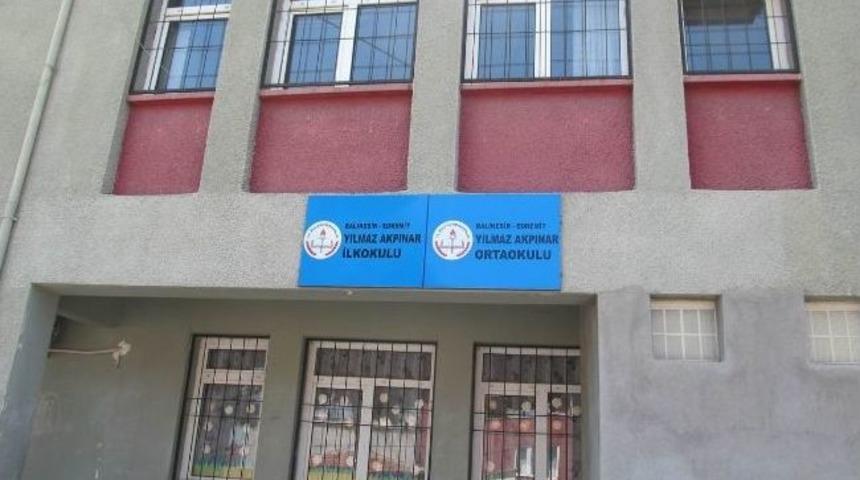 BALIKESİR - EDREMİT
YILMAZ AKPINAR
İLKOKULU
BALIKESİR - EDREMİT
YILMAZ AKPINAR
ORTAOKULU